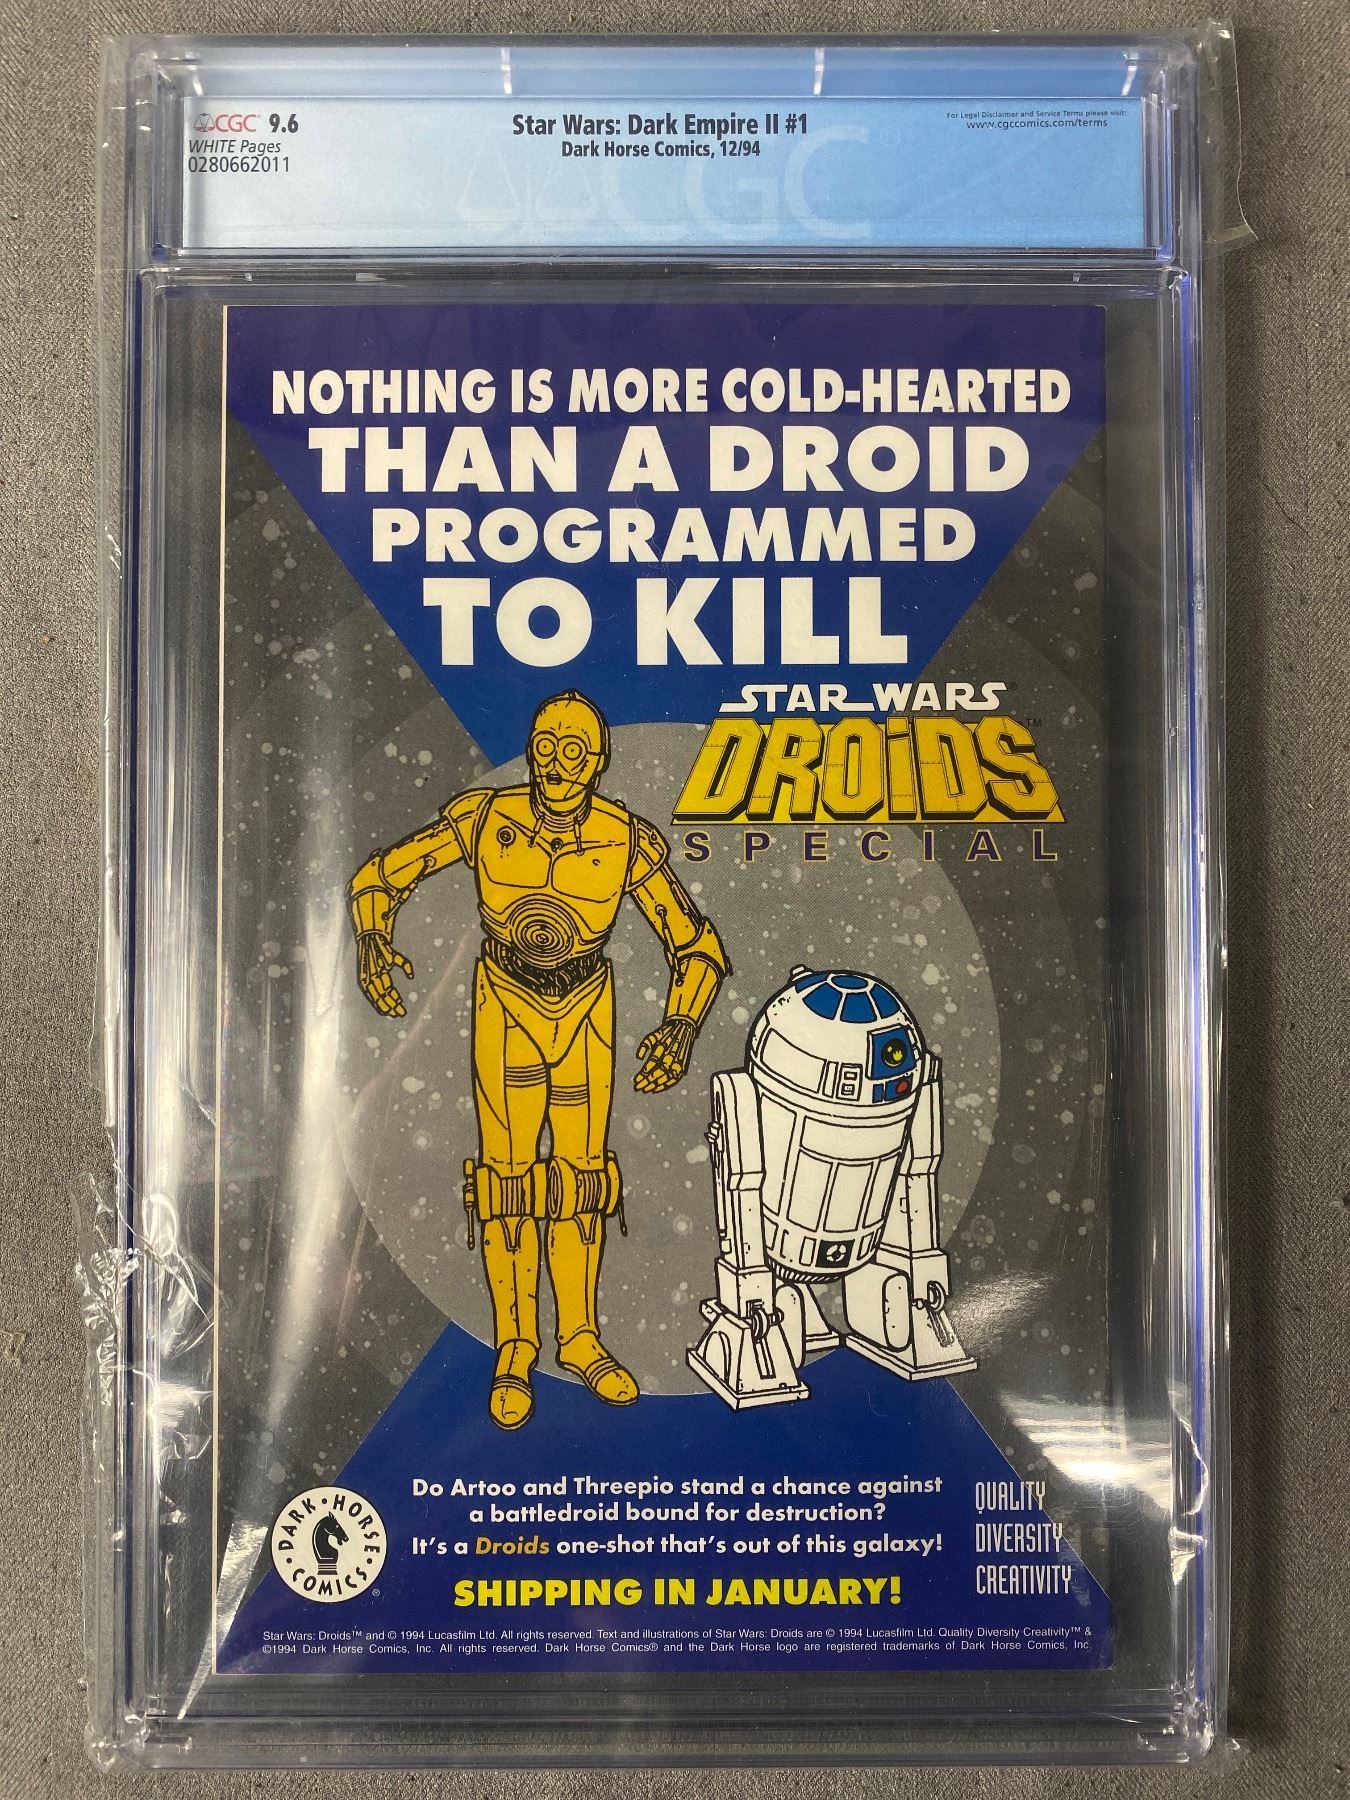 CGC 9.6
WHITE Pages
0280662011
Star Wars: Dark Empire II #1
Dark Horse Comics, 12/94
For Legal Disclaimer and Service Terms please visit:
www.cgccomics.com/terms
CGC
NOTHING IS MORE COLD-HEARTED
THAN A DROID
PROGRAMMED
TO KILL
STAR WARS®
DROiDS™
SPECIAL
Do Artoo and Threepio stand a chance against
a battledroid bound for destruction?
It's a Droids one-shot that's out of this galaxy!
SHIPPING IN JANUARY!
DARK • HORSE • COMICS •®
QUALITY
DIVERSITY
CREATIVITY
Star Wars: Droids™ and © 1994 Lucasfilm Ltd. All rights reserved. Text and illustrations of Star Wars: Droids are © 1994 Lucasfilm Ltd. Quality Diversity Creativity™ &
©1994 Dark Horse Comics, Inc. All rights reserved. Dark Horse Comics® and the Dark Horse logo are registered trademarks of Dark Horse Comics, Inc.